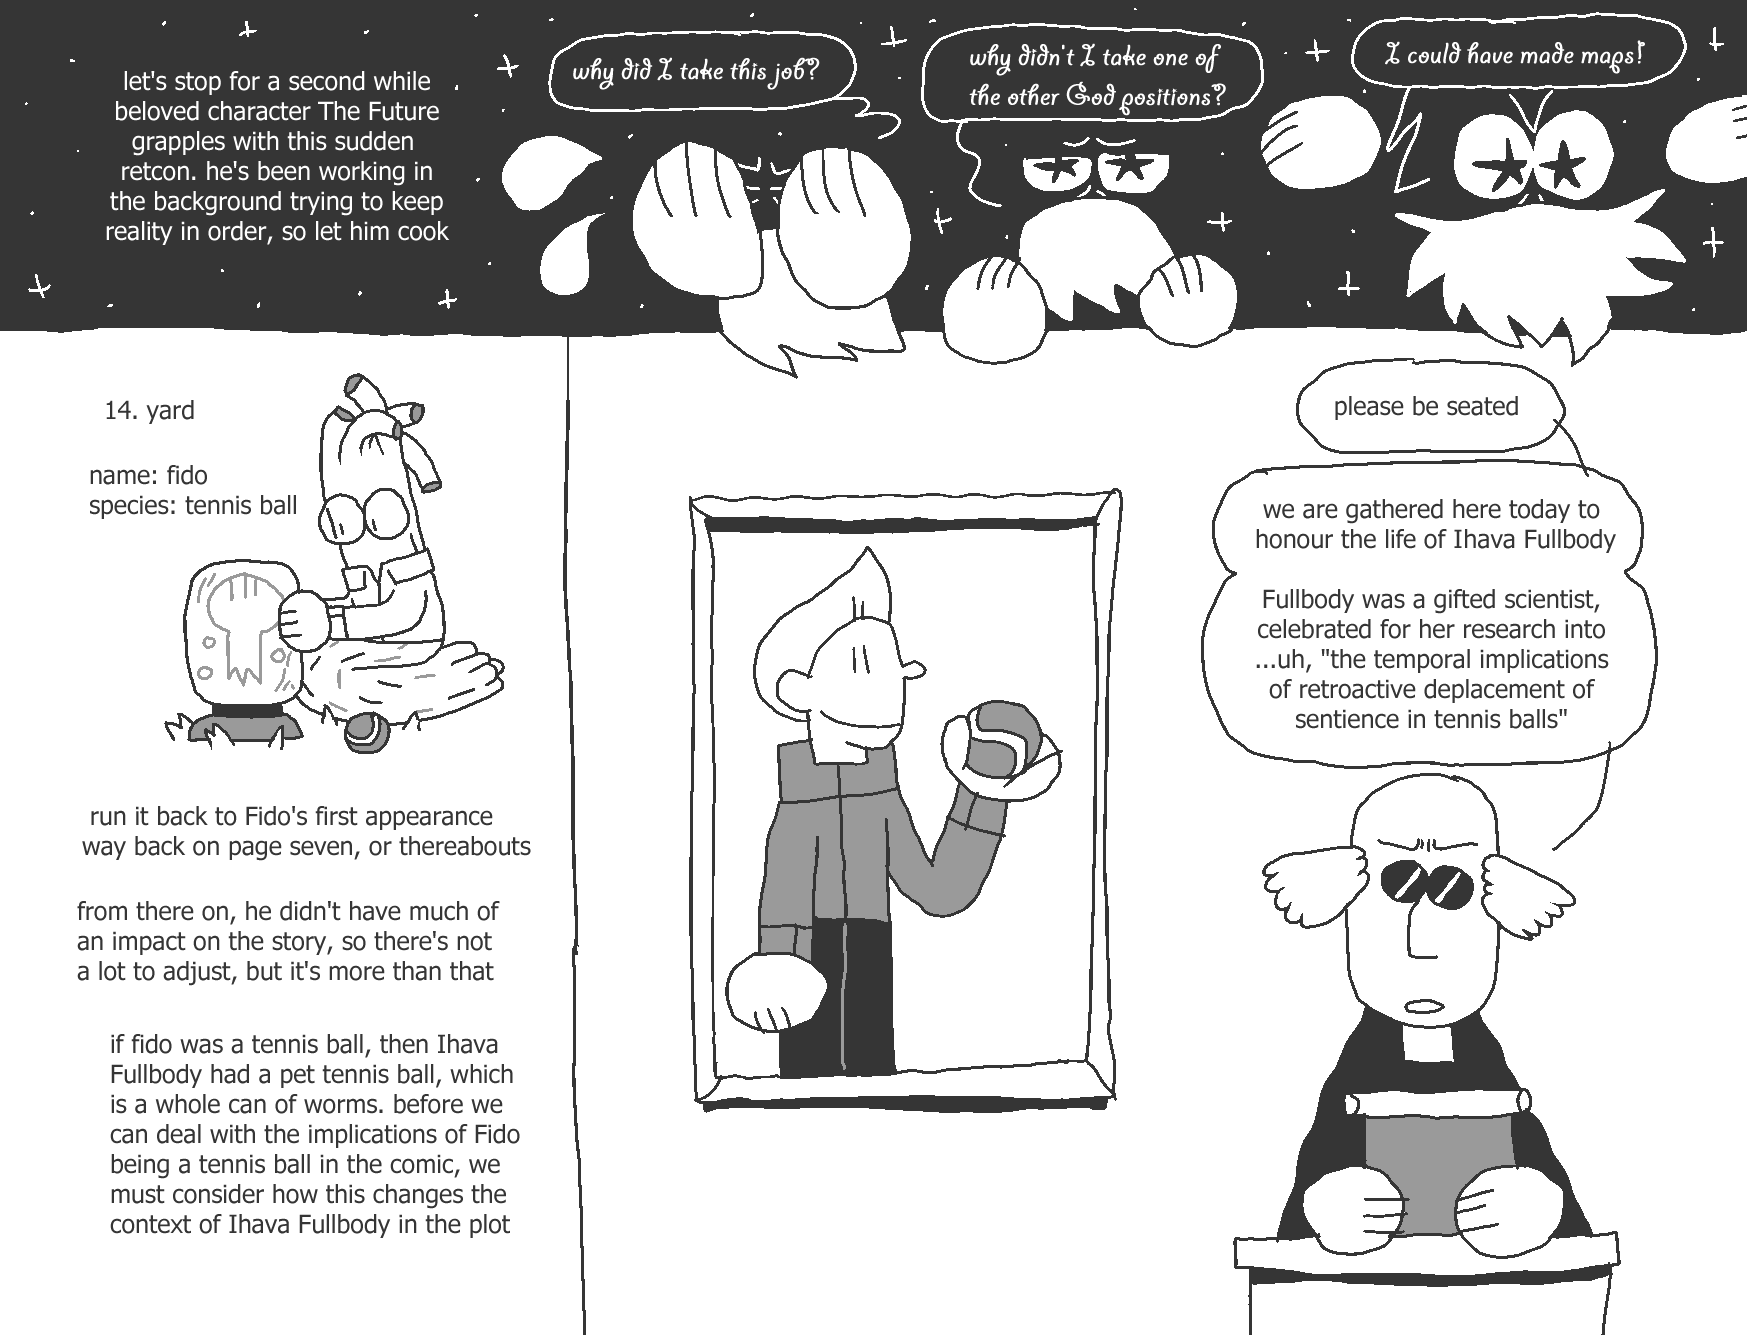 let's stop for a second while
beloved character The Future
grapples with this sudden
retcon. he's been working in
the background trying to keep
reality in order, so let him cook
why did I take this job?
why didn't I take one of
the other God positions?
I could have made maps!
14. yard
name: fido
species: tennis ball
run it back to Fido's first appearance
way back on page seven, or thereabouts
from there on, he didn't have much of
an impact on the story, so there's not
a lot to adjust, but it's more than that
if fido was a tennis ball, then Ihava
Fullbody had a pet tennis ball, which
is a whole can of worms. before we
can deal with the implications of Fido
being a tennis ball in the comic, we
must consider how this changes the
context of Ihava Fullbody in the plot
please be seated
we are gathered here today to
honour the life of Ihava Fullbody
Fullbody was a gifted scientist,
celebrated for her research into
...uh, "the temporal implications
of retroactive deplacement of
sentience in tennis balls"